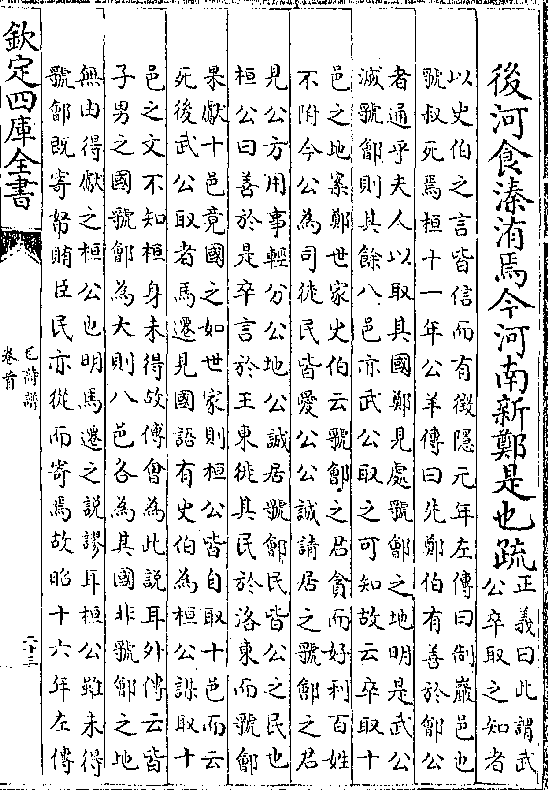 後河食溱洧焉今河南新鄭是也疏
正義曰此謂武
公卒取之知者
以史伯之言皆信而有徵隱元年左傳曰制巖邑也
虢叔死焉桓十一年公羊傳曰先鄭伯有善於鄶公
者通乎夫人以取其國鄭見處虢鄶之地明是武公
滅虢鄶則其餘八邑亦武公取之可知故云卒取十
邑之地案鄭世家史伯云虢鄶之君貪而好利百姓
不附今公為司徒民皆愛公公誠請居之虢鄶之君
見公方用事輕分公地公誠居虢鄶民皆公之民也
桓公曰善於是卒言於王東徙其民於洛東而虢鄶
果獻十邑竟國之如世家則桓公皆自取十邑而云
死後武公取者馬遷見國語有史伯為桓公謀取十
邑之文不知桓身未得故傅會為此說耳外傳云皆
子男之國虢鄶為大則八邑各為其國非虢鄶之地
無由得獻之桓公也明馬遷之說謬耳桓公雖未得
虢鄶既寄帑賄臣民亦從而寄焉故昭十六年左傳
欽定四庫全書
毛詩譜
卷首
二十三